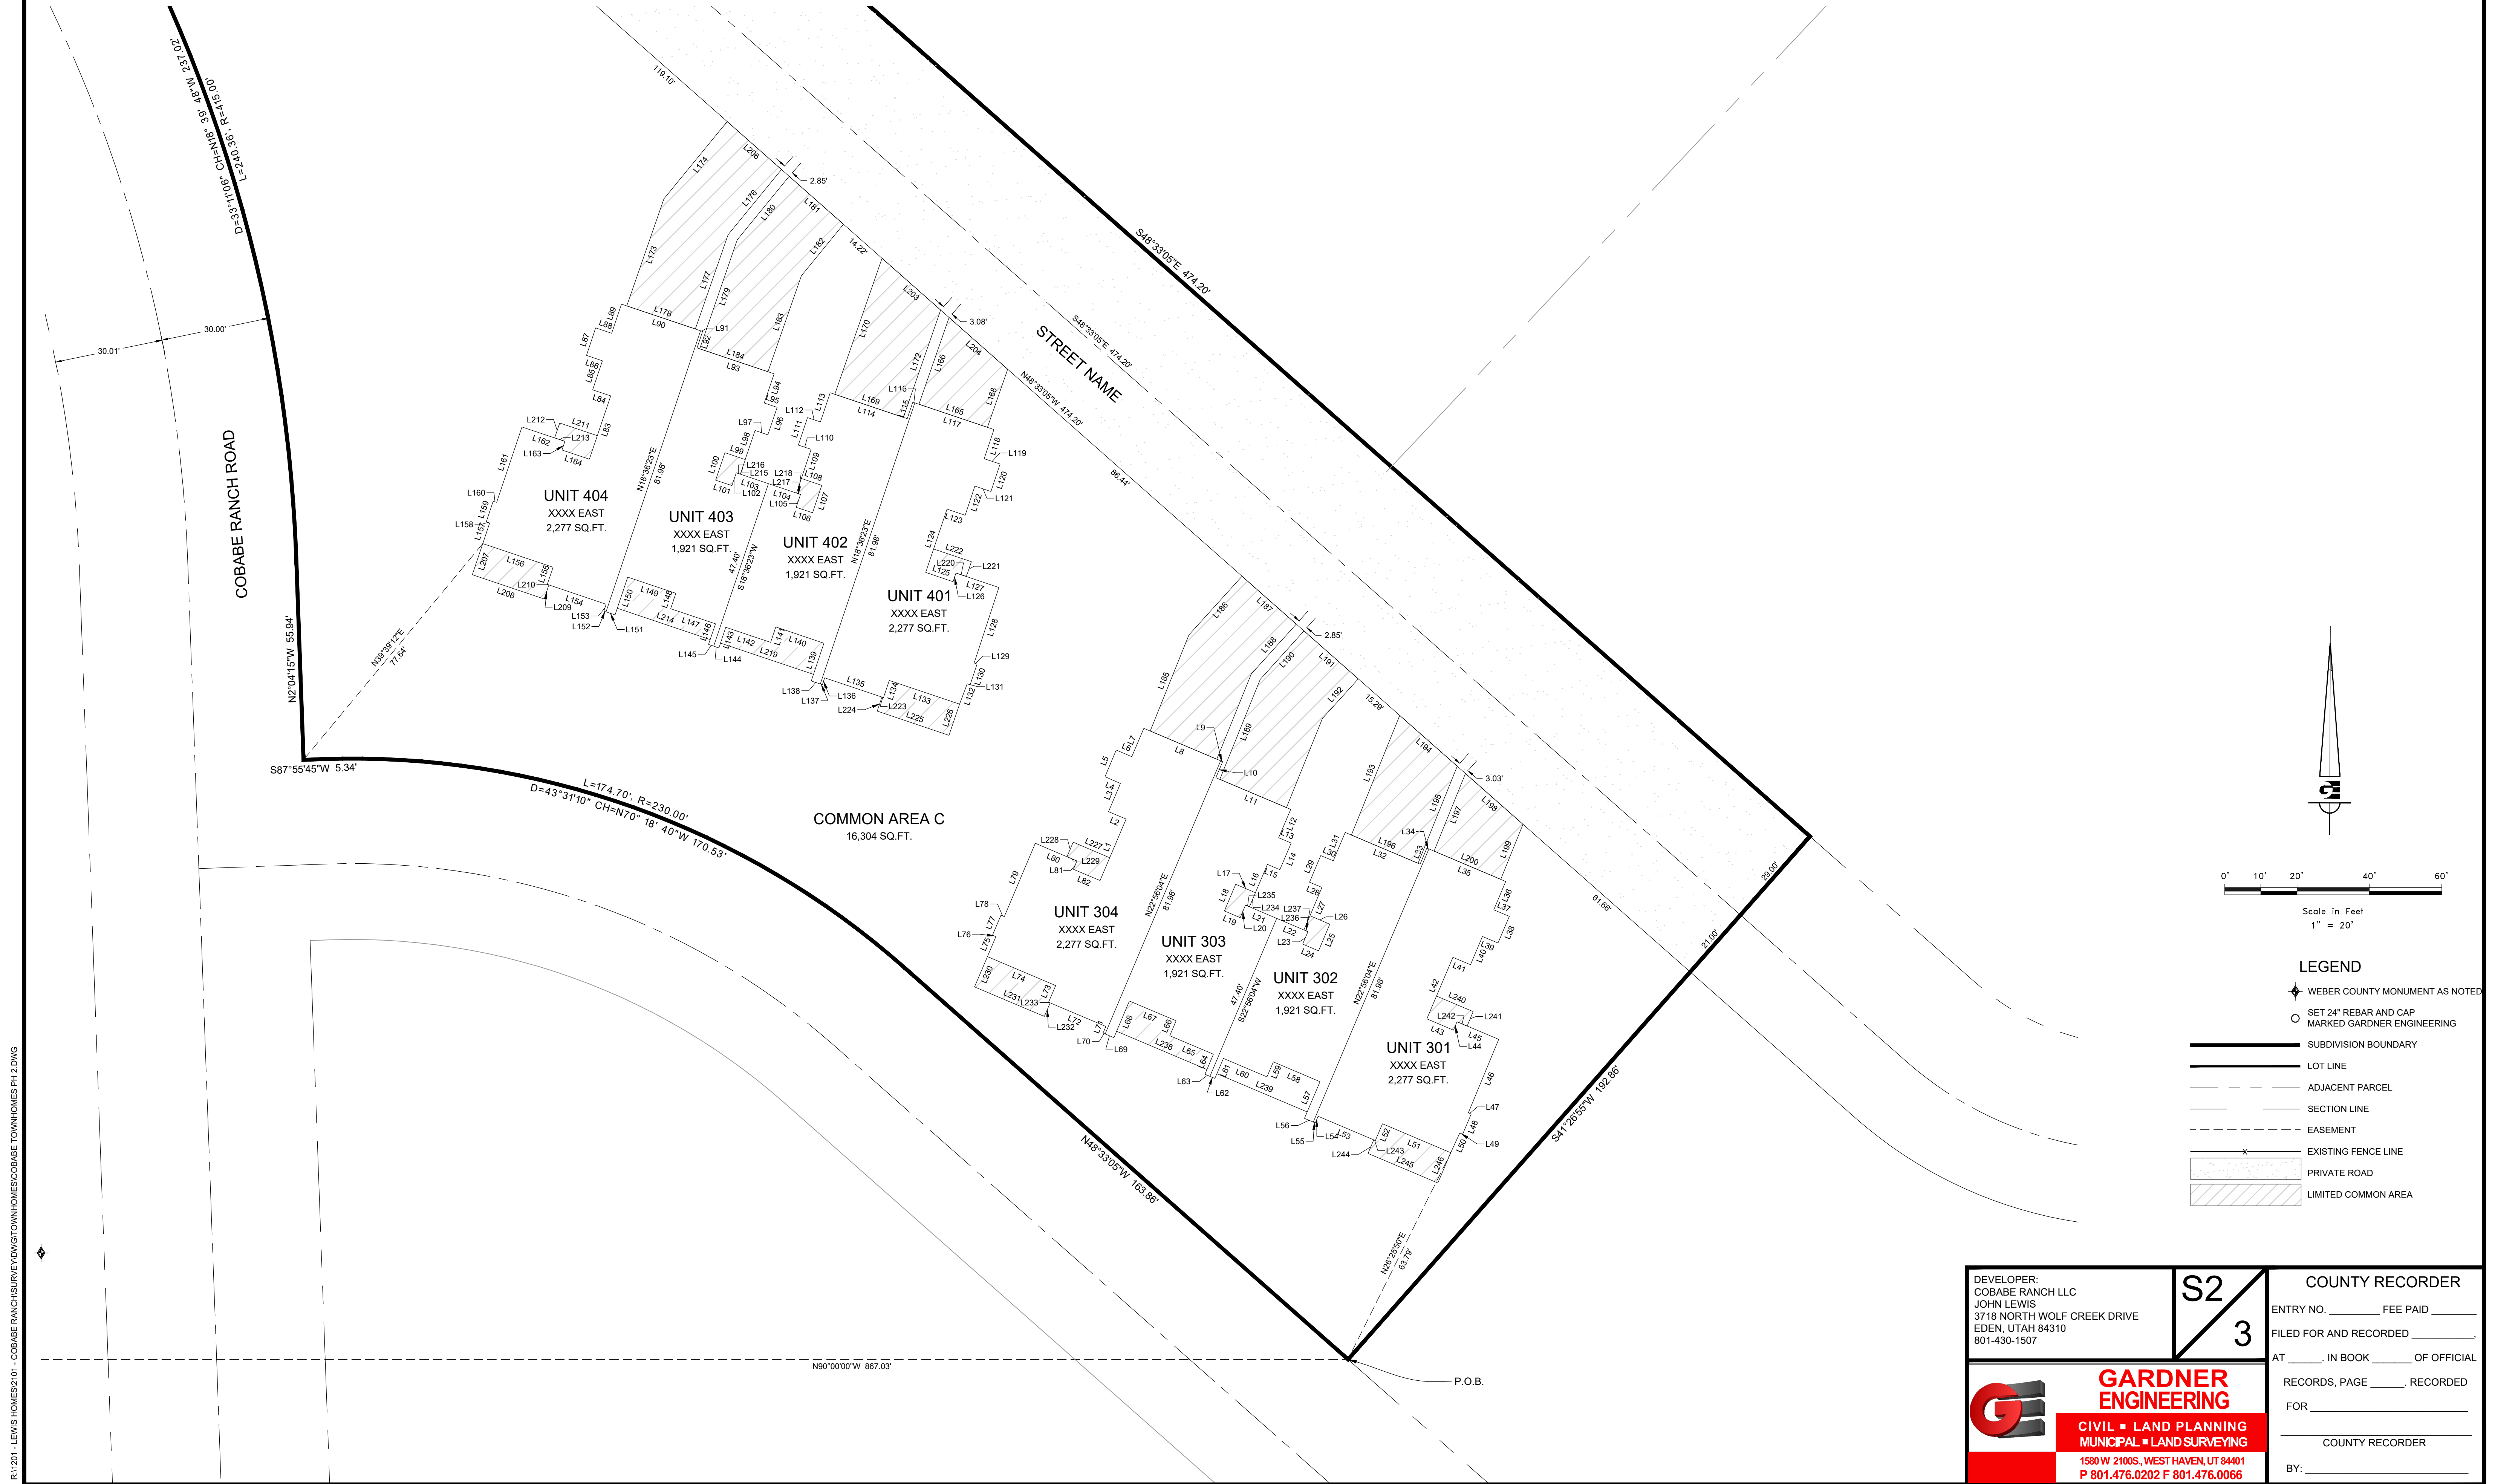 D=33°11'06" CH=N18° 39' 48"W 237.02'
L=240.36', R=415.00'
119.10'
L174
L206
2.85'
L176
L180
L181
L182
14.22'
L173
L177
L179
L183
L178
L90
L91
L92
L184
L93
L89
L88
L87
L86
L85
L84
L83
L94
L95
L96
L97
L98
L99
L100
L101
L102
L103
L216
L215
L218
L217
L104
L105
L106
L107
L108
L109
L110
L111
L112
L113
L170
L203
3.08'
L172
L166
L204
L168
L169
L114
L115
L116
L165
L117
L118
L119
L120
L121
L122
L123
L124
L222
L220
L221
L125
L126
L127
L128
L129
L130
L131
L132
L212
L211
L213
L162
L163
L164
L161
L160
L159
L158
L157
L156
L155
L207
L208
L210
L209
L154
L153
L152
L151
L150
L149
L148
L214
L147
L146
L145
L144
L143
L142
L141
L140
L219
L139
L138
L137
L136
L135
L134
L133
L223
L224
L225
L226
30.00'
30.01'
COBABE RANCH ROAD
N2°04'15"W 55.94'
S87°55'45"W 5.34'
N39°39'12"E
77.64'
L=174.70', R=230.00'
D=43°31'10" CH=N70° 18' 40"W 170.53'
UNIT 404
XXXX EAST
2,277 SQ.FT.
N18°36'23"E
81.98'
UNIT 403
XXXX EAST
1,921 SQ.FT.
47.40'
S18°36'23"W
UNIT 402
XXXX EAST
1,921 SQ.FT.
N18°36'23"E
81.98'
UNIT 401
XXXX EAST
2,277 SQ.FT.
COMMON AREA C
16,304 SQ.FT.
STREET NAME
S48°33'05"E 474.20'
S48°33'05"E 474.20'
N48°33'05"W 474.20'
86.44'
L186
L187
2.85'
L188
L190
L191
L192
15.29'
L185
L189
L9
L10
L8
L7
L6
L5
L4
L3
L2
L1
L11
L12
L13
L14
L15
L16
L17
L18
L19
L20
L21
L235
L234
L237
L236
L22
L23
L24
L25
L26
L27
L28
L29
L30
L31
L193
L194
3.03'
L195
L197
L198
L199
L196
L32
L33
L34
L200
L35
L36
L37
L38
L39
L40
L41
L42
L240
L241
L242
L43
L44
L45
L46
L47
L48
L49
L50
L228
L227
L229
L80
L81
L82
L79
L78
L77
L76
L75
L74
L73
L230
L231
L233
L232
L72
L71
L70
L69
L68
L67
L66
L238
L65
L64
L63
L62
L61
L60
L59
L58
L239
L57
L56
L55
L54
L53
L52
L51
L243
L244
L245
L246
UNIT 304
XXXX EAST
2,277 SQ.FT.
N22°56'04"E
81.98'
UNIT 303
XXXX EAST
1,921 SQ.FT.
47.40'
S22°56'04"W
UNIT 302
XXXX EAST
1,921 SQ.FT.
N22°56'04"E
81.98'
UNIT 301
XXXX EAST
2,277 SQ.FT.
61.66'
29.00'
21.00'
S41°26'55"W 192.86'
N48°33'05"W 163.86'
N26°25'50"E
63.79'
N90°00'00"W 867.03'
P.O.B.
GE
0' 10' 20' 40' 60'
Scale in Feet
1" = 20'
LEGEND
WEBER COUNTY MONUMENT AS NOTED
SET 24" REBAR AND CAP
MARKED GARDNER ENGINEERING
SUBDIVISION BOUNDARY
LOT LINE
ADJACENT PARCEL
SECTION LINE
EASEMENT
X EXISTING FENCE LINE
PRIVATE ROAD
LIMITED COMMON AREA
DEVELOPER:
COBABE RANCH LLC
JOHN LEWIS
3718 NORTH WOLF CREEK DRIVE
EDEN, UTAH 84310
801-430-1507
S2
3
GE
GARDNER
ENGINEERING
CIVIL ▪ LAND PLANNING
MUNICIPAL ▪ LAND SURVEYING
1580 W 2100S., WEST HAVEN, UT 84401
P 801.476.0202 F 801.476.0066
COUNTY RECORDER
ENTRY NO. _________ FEE PAID ________
FILED FOR AND RECORDED ___________,
AT ______. IN BOOK _______ OF OFFICIAL
RECORDS, PAGE ______. RECORDED
FOR ____________________________
COUNTY RECORDER
BY: ____________________________
R:\1201 - LEWIS HOMES\2101 - COBABE RANCH\SURVEY\DWG\TOWNHOMES\COBABE TOWNHOMES PH 2.DWG